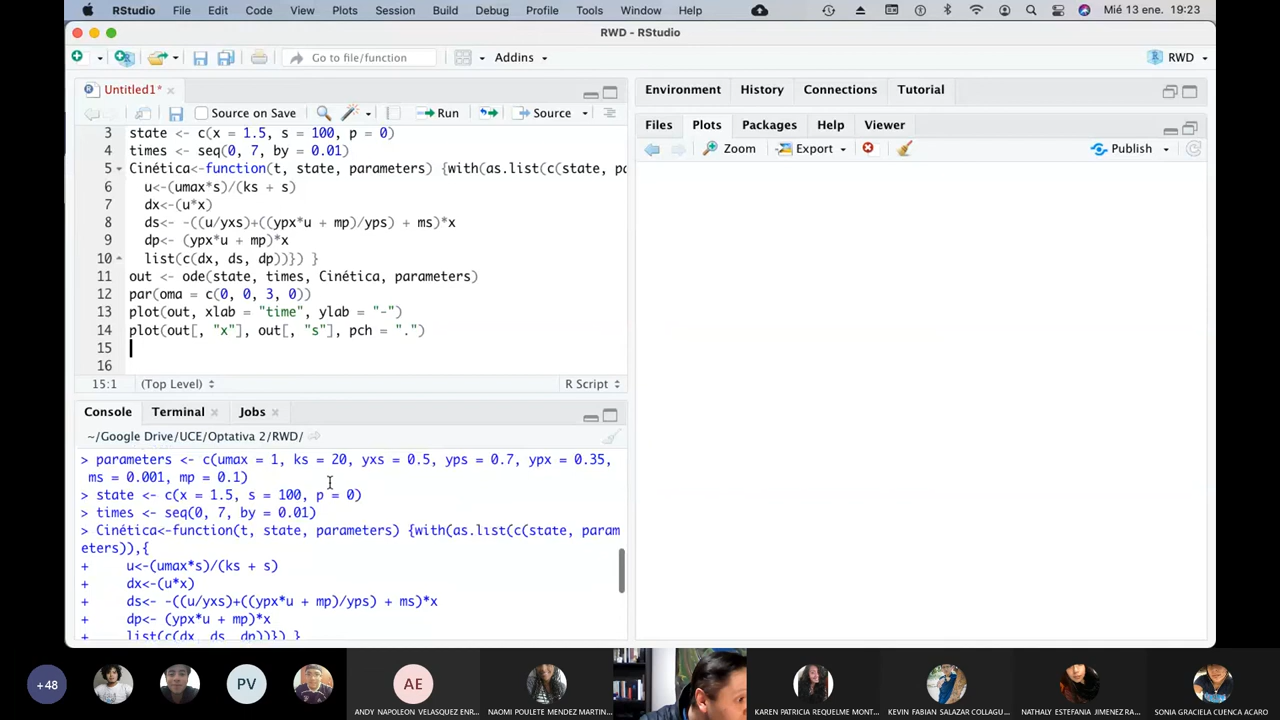 RStudio File Edit Code View Plots Session Build Debug Profile Tools Window Help Mié 13 ene. 19:23
RWD - RStudio
Go to file/function Addins RWD
Untitled1*
Source on Save Run Source
3 state <- c(x = 1.5, s = 100, p = 0)
4 times <- seq(0, 7, by = 0.01)
5 Cinética<-function(t, state, parameters) {with(as.list(c(state, p
6 u<-(umax*s)/(ks + s)
7 dx<-(u*x)
8 ds<- -((u/yxs)+((ypx*u + mp)/yps) + ms)*x
9 dp<- (ypx*u + mp)*x
10 list(c(dx, ds, dp))}) }
11 out <- ode(state, times, Cinética, parameters)
12 par(oma = c(0, 0, 3, 0))
13 plot(out, xlab = "time", ylab = "-")
14 plot(out[, "x"], out[, "s"], pch = ".")
15
16
15:1 (Top Level) R Script
Console Terminal Jobs
~/Google Drive/UCE/Optativa 2/RWD/
> parameters <- c(umax = 1, ks = 20, yxs = 0.5, yps = 0.7, ypx = 0.35,
ms = 0.001, mp = 0.1)
> state <- c(x = 1.5, s = 100, p = 0)
> times <- seq(0, 7, by = 0.01)
> Cinética<-function(t, state, parameters) {with(as.list(c(state, param
eters)),{
+ u<-(umax*s)/(ks + s)
+ dx<-(u*x)
+ ds<- -((u/yxs)+((ypx*u + mp)/yps) + ms)*x
+ dp<- (ypx*u + mp)*x
+ list(c(dx, ds, dp))}) }
Environment History Connections Tutorial
Files Plots Packages Help Viewer
Zoom Export Publish
+48
PV
AE
ANDY NAPOLEON VELASQUEZ ENR...
NAOMI POULETE MENDEZ MARTIN...
KAREN PATRICIA REQUELME MONT...
KEVIN FABIAN SALAZAR COLLAGU...
NATHALY ESTEFANIA JIMENEZ RA...
SONIA GRACIELA CUENCA ACARO